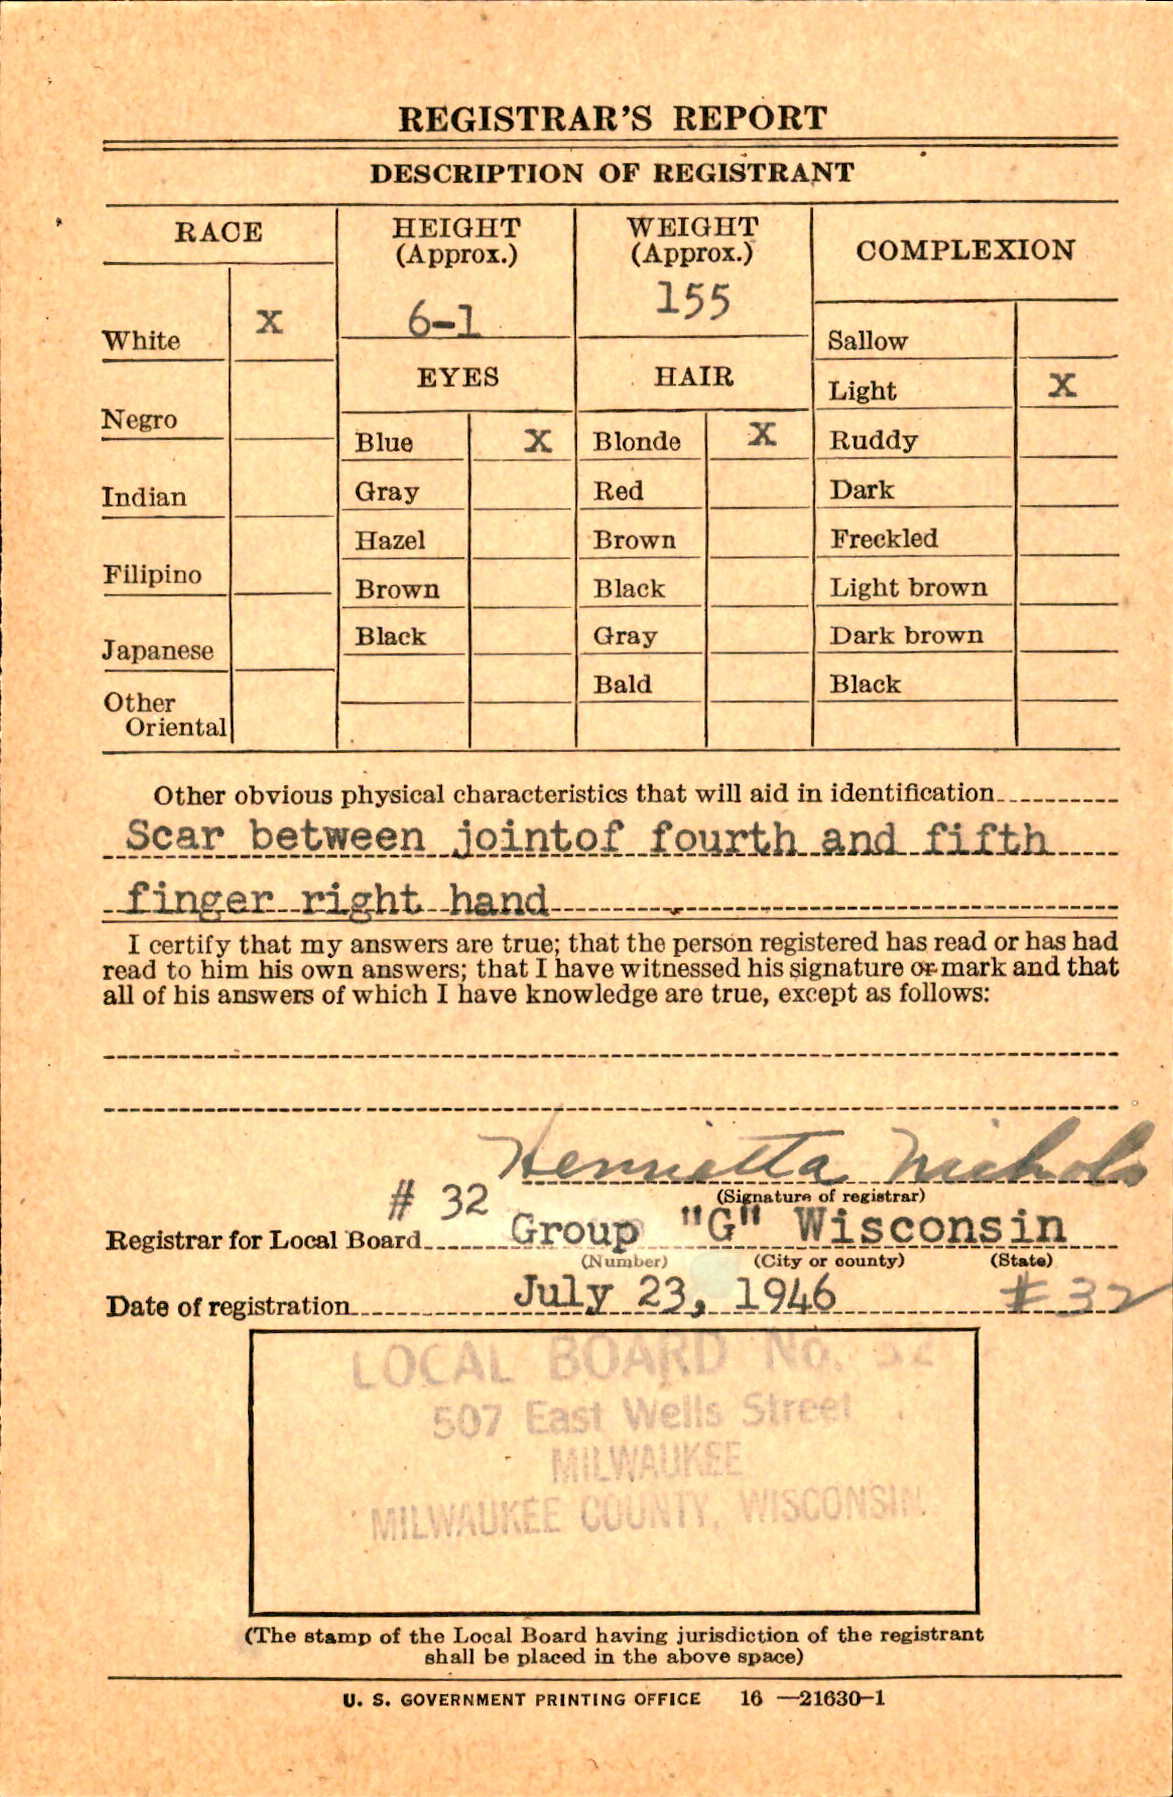 REGISTRAR'S REPORT
DESCRIPTION OF REGISTRANT
RACE
HEIGHT
(Approx.)
WEIGHT
(Approx.)
COMPLEXION
White X
6-1
155
Sallow
EYES
HAIR
Light X
Negro
Blue X
Blonde X
Ruddy
Indian
Gray
Red
Dark
Hazel
Brown
Freckled
Filipino
Brown
Black
Light brown
Japanese
Black
Gray
Dark brown
Bald
Black
Other
Oriental
Other obvious physical characteristics that will aid in identification
Scar between jointof fourth and fifth
finger right hand
I certify that my answers are true; that the person registered has read or has had
read to him his own answers; that I have witnessed his signature or mark and that
all of his answers of which I have knowledge are true, except as follows:
Henrietta Nichols
(Signature of registrar)
# 32
Registrar for Local Board Group "G" Wisconsin
(Number) (City or county) (State)
Date of registration July 23, 1946 #32
LOCAL BOARD No. 32
507 East Wells Street
MILWAUKEE
MILWAUKEE COUNTY, WISCONSIN.
(The stamp of the Local Board having jurisdiction of the registrant
shall be placed in the above space)
U. S. GOVERNMENT PRINTING OFFICE 16—21630-1